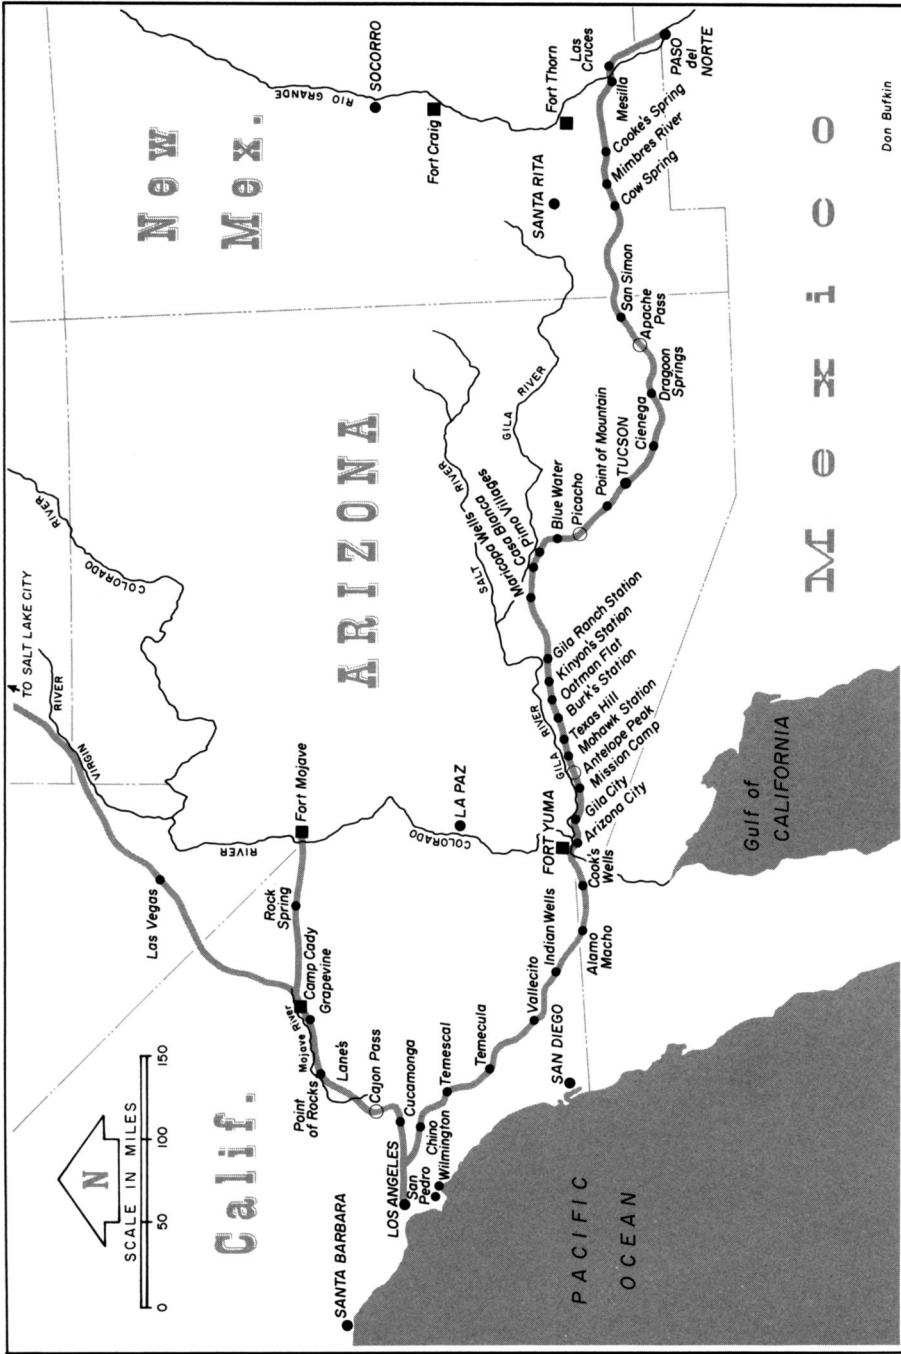 N
SCALE IN MILES
0 50 100 150
Calif.
New
Mex.
ARIZONA
Mexico
PACIFIC
OCEAN
Gulf of
CALIFORNIA
TO SALT LAKE CITY
VIRGIN
RIVER
COLORADO
RIVER
Las Vegas
Fort Mojave
Rock
Spring
Camp Cady
Grapevine
Mojave River
Point
of Rocks
Lane's
Cajon Pass
Cucamonga
SANTA BARBARA
LOS ANGELES
San
Pedro
Wilmington
Chino
Temescal
Temecula
SAN DIEGO
Vallecito
Indian Wells
Alamo
Macho
Cook's
Wells
FORT YUMA
RIVER
COLORADO
LA PAZ
Arizona City
Gila City
Mission Camp
Antelope Peak
Mohawk Station
Texas Hill
Burk's Station
Oatman Flat
Kinyon's Station
Gila Ranch Station
GILA
RIVER
SALT
RIVER
Maricopa Wells
Casa Blanca
Pimo Villages
GILA
RIVER
Blue Water
Picacho
Point of Mountain
TUCSON
Cienega
Dragoon
Springs
Apache
Pass
San Simon
SANTA RITA
Cow Spring
Mimbres River
Cooke's Spring
Mesilla
Las
Cruces
PASO
del
NORTE
Fort Thorn
Fort Craig
SOCORRO
RIO GRANDE
Don Bufkin